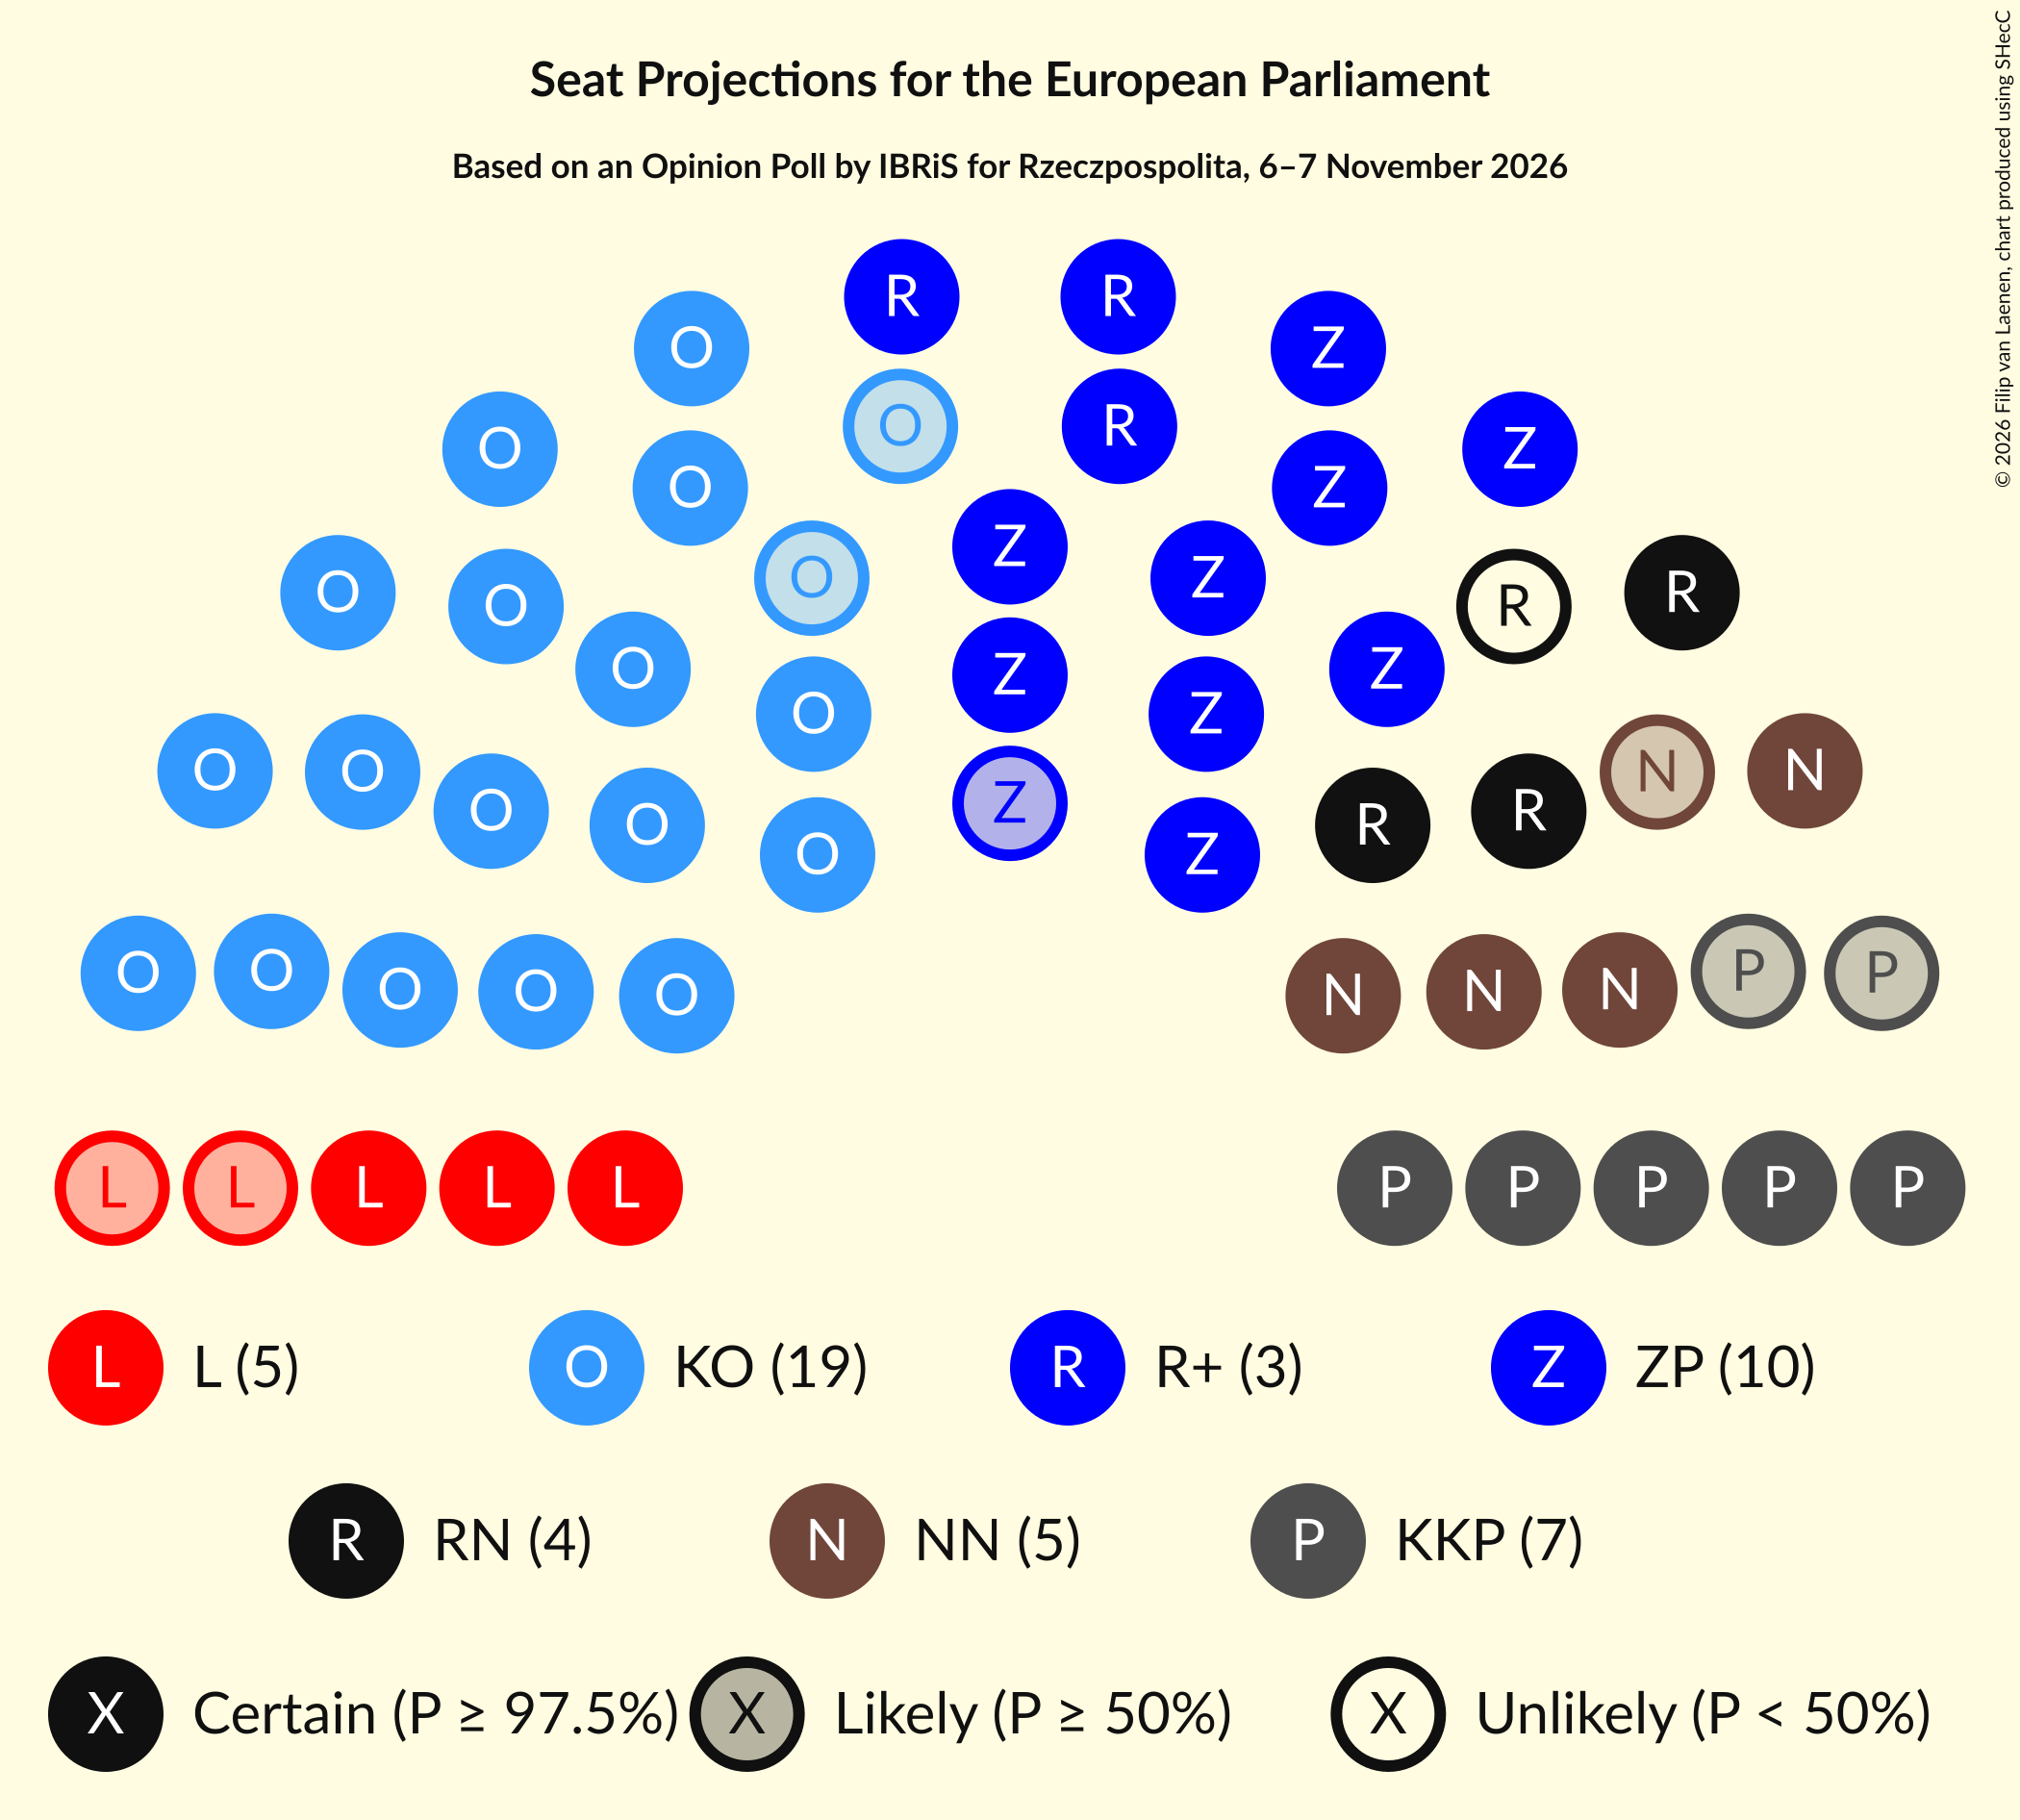 Seat Projections for the European Parliament
Based on an Opinion Poll by IBRiS for Rzeczpospolita, 6–7 November 2026
© 2026 Filip van Laenen, chart produced using SHecC
R R
O Z
O R
O Z
O Z
Z
O Z
O R
O R
O Z
Z
O Z
O Z
O N
O N
Z
O R
O R
O Z
O P
O P
O N
O N
O N
L L L L L P P P P P
L L (5) O KO (19) R R+ (3) Z ZP (10)
R RN (4) N NN (5) P KKP (7)
X Certain (P ≥ 97.5%) X Likely (P ≥ 50%) X Unlikely (P < 50%)